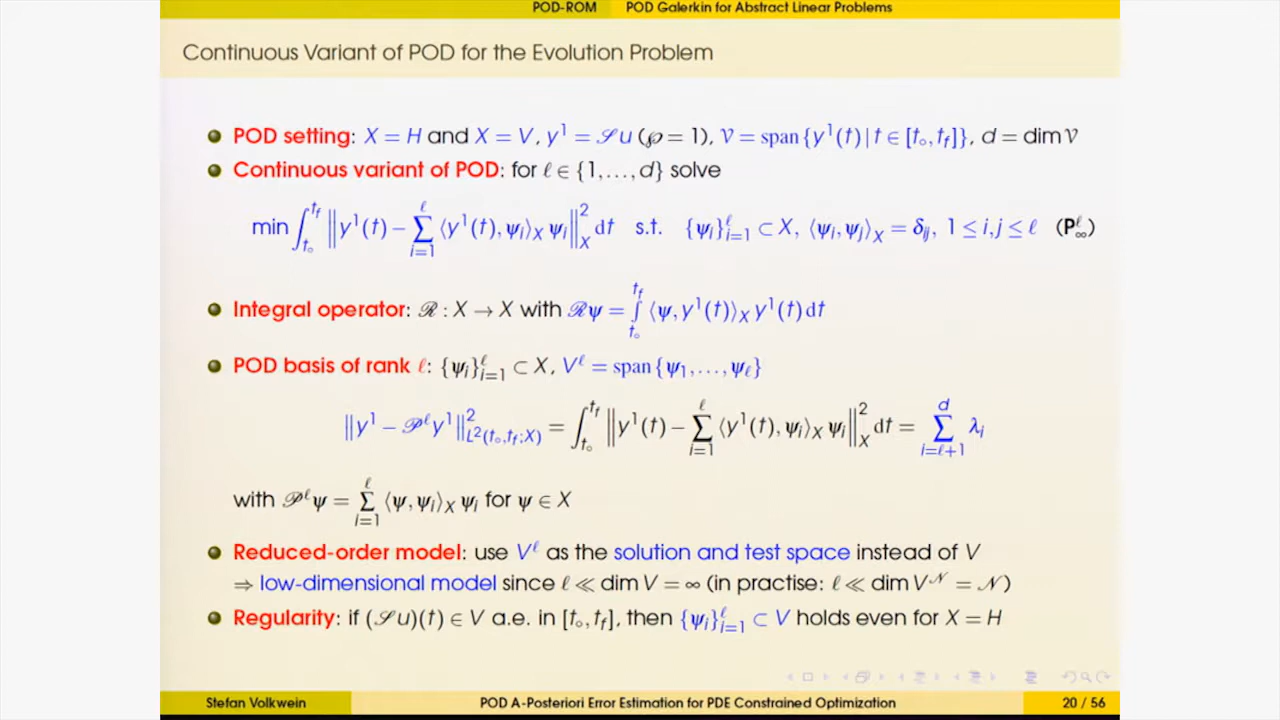 POD-ROM POD Galerkin for Abstract Linear Problems
Continuous Variant of POD for the Evolution Problem
POD setting: X = H and X = V, y¹ = 𝒮u (℘ = 1), 𝒱 = span {y¹(t) | t ∈ [t∘, t_f]}, d = dim 𝒱
Continuous variant of POD: for ℓ ∈ {1,...,d} solve
min ∫_{t∘}^{t_f} ‖y¹(t) − ∑_{i=1}^{ℓ} ⟨y¹(t), ψ_i⟩_X ψ_i‖²_X dt s.t. {ψ_i}^ℓ_{i=1} ⊂ X, ⟨ψ_i, ψ_j⟩_X = δ_{ij}, 1 ≤ i,j ≤ ℓ (P^ℓ_∞)
Integral operator: ℛ : X → X with ℛψ = ∫_{t∘}^{t_f} ⟨ψ, y¹(t)⟩_X y¹(t) dt
POD basis of rank ℓ: {ψ_i}^ℓ_{i=1} ⊂ X, V^ℓ = span {ψ_1,...,ψ_ℓ}
‖y¹ − 𝒫^ℓ y¹‖²_{L²(t∘,t_f;X)} = ∫_{t∘}^{t_f} ‖y¹(t) − ∑_{i=1}^{ℓ} ⟨y¹(t), ψ_i⟩_X ψ_i‖²_X dt = ∑_{i=ℓ+1}^{d} λ_i
with 𝒫^ℓ ψ = ∑_{i=1}^{ℓ} ⟨ψ, ψ_i⟩_X ψ_i for ψ ∈ X
Reduced-order model: use V^ℓ as the solution and test space instead of V
⇒ low-dimensional model since ℓ ≪ dim V = ∞ (in practise: ℓ ≪ dim V^𝒩 = 𝒩)
Regularity: if (𝒮u)(t) ∈ V a.e. in [t∘, t_f], then {ψ_i}^ℓ_{i=1} ⊂ V holds even for X = H
Stefan Volkwein POD A-Posteriori Error Estimation for PDE Constrained Optimization 20 / 56